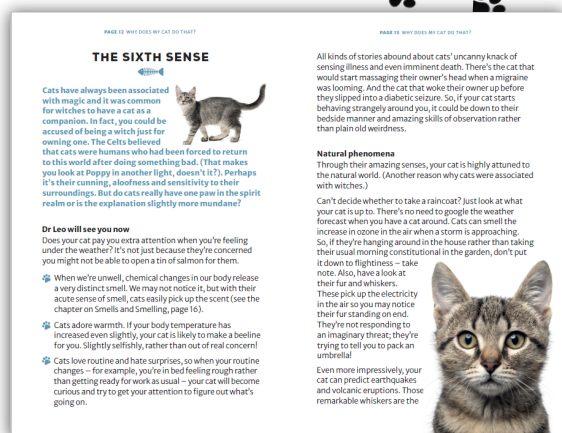 PAGE 12 WHY DOES MY CAT DO THAT?
THE SIXTH SENSE
Cats have always been associated
with magic and it was common
for witches to have a cat as a
companion. In fact, you could be
accused of being a witch just for
owning one. The Celts believed
that cats were humans who had been forced to return
to this world after doing something bad. (That makes
you look at Poppy in another light, doesn't it?). Perhaps
it's their cunning, aloofness and sensitivity to their
surroundings. But do cats really have one paw in the spirit
realm or is the explanation slightly more mundane?
Dr Leo will see you now
Does your cat pay you extra attention when you're feeling
under the weather? It's not just because they're concerned
you might not be able to open a tin of salmon for them.
When we're unwell, chemical changes in our body release
a very distinct smell. We may not notice it, but with their
acute sense of smell, cats easily pick up the scent (see the
chapter on Smells and Smelling, page 16).
Cats adore warmth. If your body temperature has
increased even slightly, your cat is likely to make a beeline
for you. Slightly selfishly, rather than out of real concern!
Cats love routine and hate surprises, so when your routine
changes – for example, you're in bed feeling rough rather
than getting ready for work as usual – your cat will become
curious and try to get your attention to figure out what's
going on.
PAGE 13 WHY DOES MY CAT DO THAT?
All kinds of stories abound about cats' uncanny knack of
sensing illness and even imminent death. There's the cat that
would start massaging their owner's head when a migraine
was looming. And the cat that woke their owner up before
they slipped into a diabetic seizure. So, if your cat starts
behaving strangely around you, it could be down to their
bedside manner and amazing skills of observation rather
than plain old weirdness.
Natural phenomena
Through their amazing senses, your cat is highly attuned to
the natural world. (Another reason why cats were associated
with witches.)
Can't decide whether to take a raincoat? Just look at what
your cat is up to. There's no need to google the weather
forecast when you have a cat around. Cats can smell the
increase in ozone in the air when a storm is approaching.
So, if they're hanging around in the house rather than taking
their usual morning constitutional in the garden, don't put
it down to flightiness – take
note. Also, have a look at
their fur and whiskers.
These pick up the electricity
in the air so you may notice
their fur standing on end.
They're not responding to
an imaginary threat; they're
trying to tell you to pack an
umbrella!
Even more impressively, your
cat can predict earthquakes
and volcanic eruptions. Those
remarkable whiskers are the